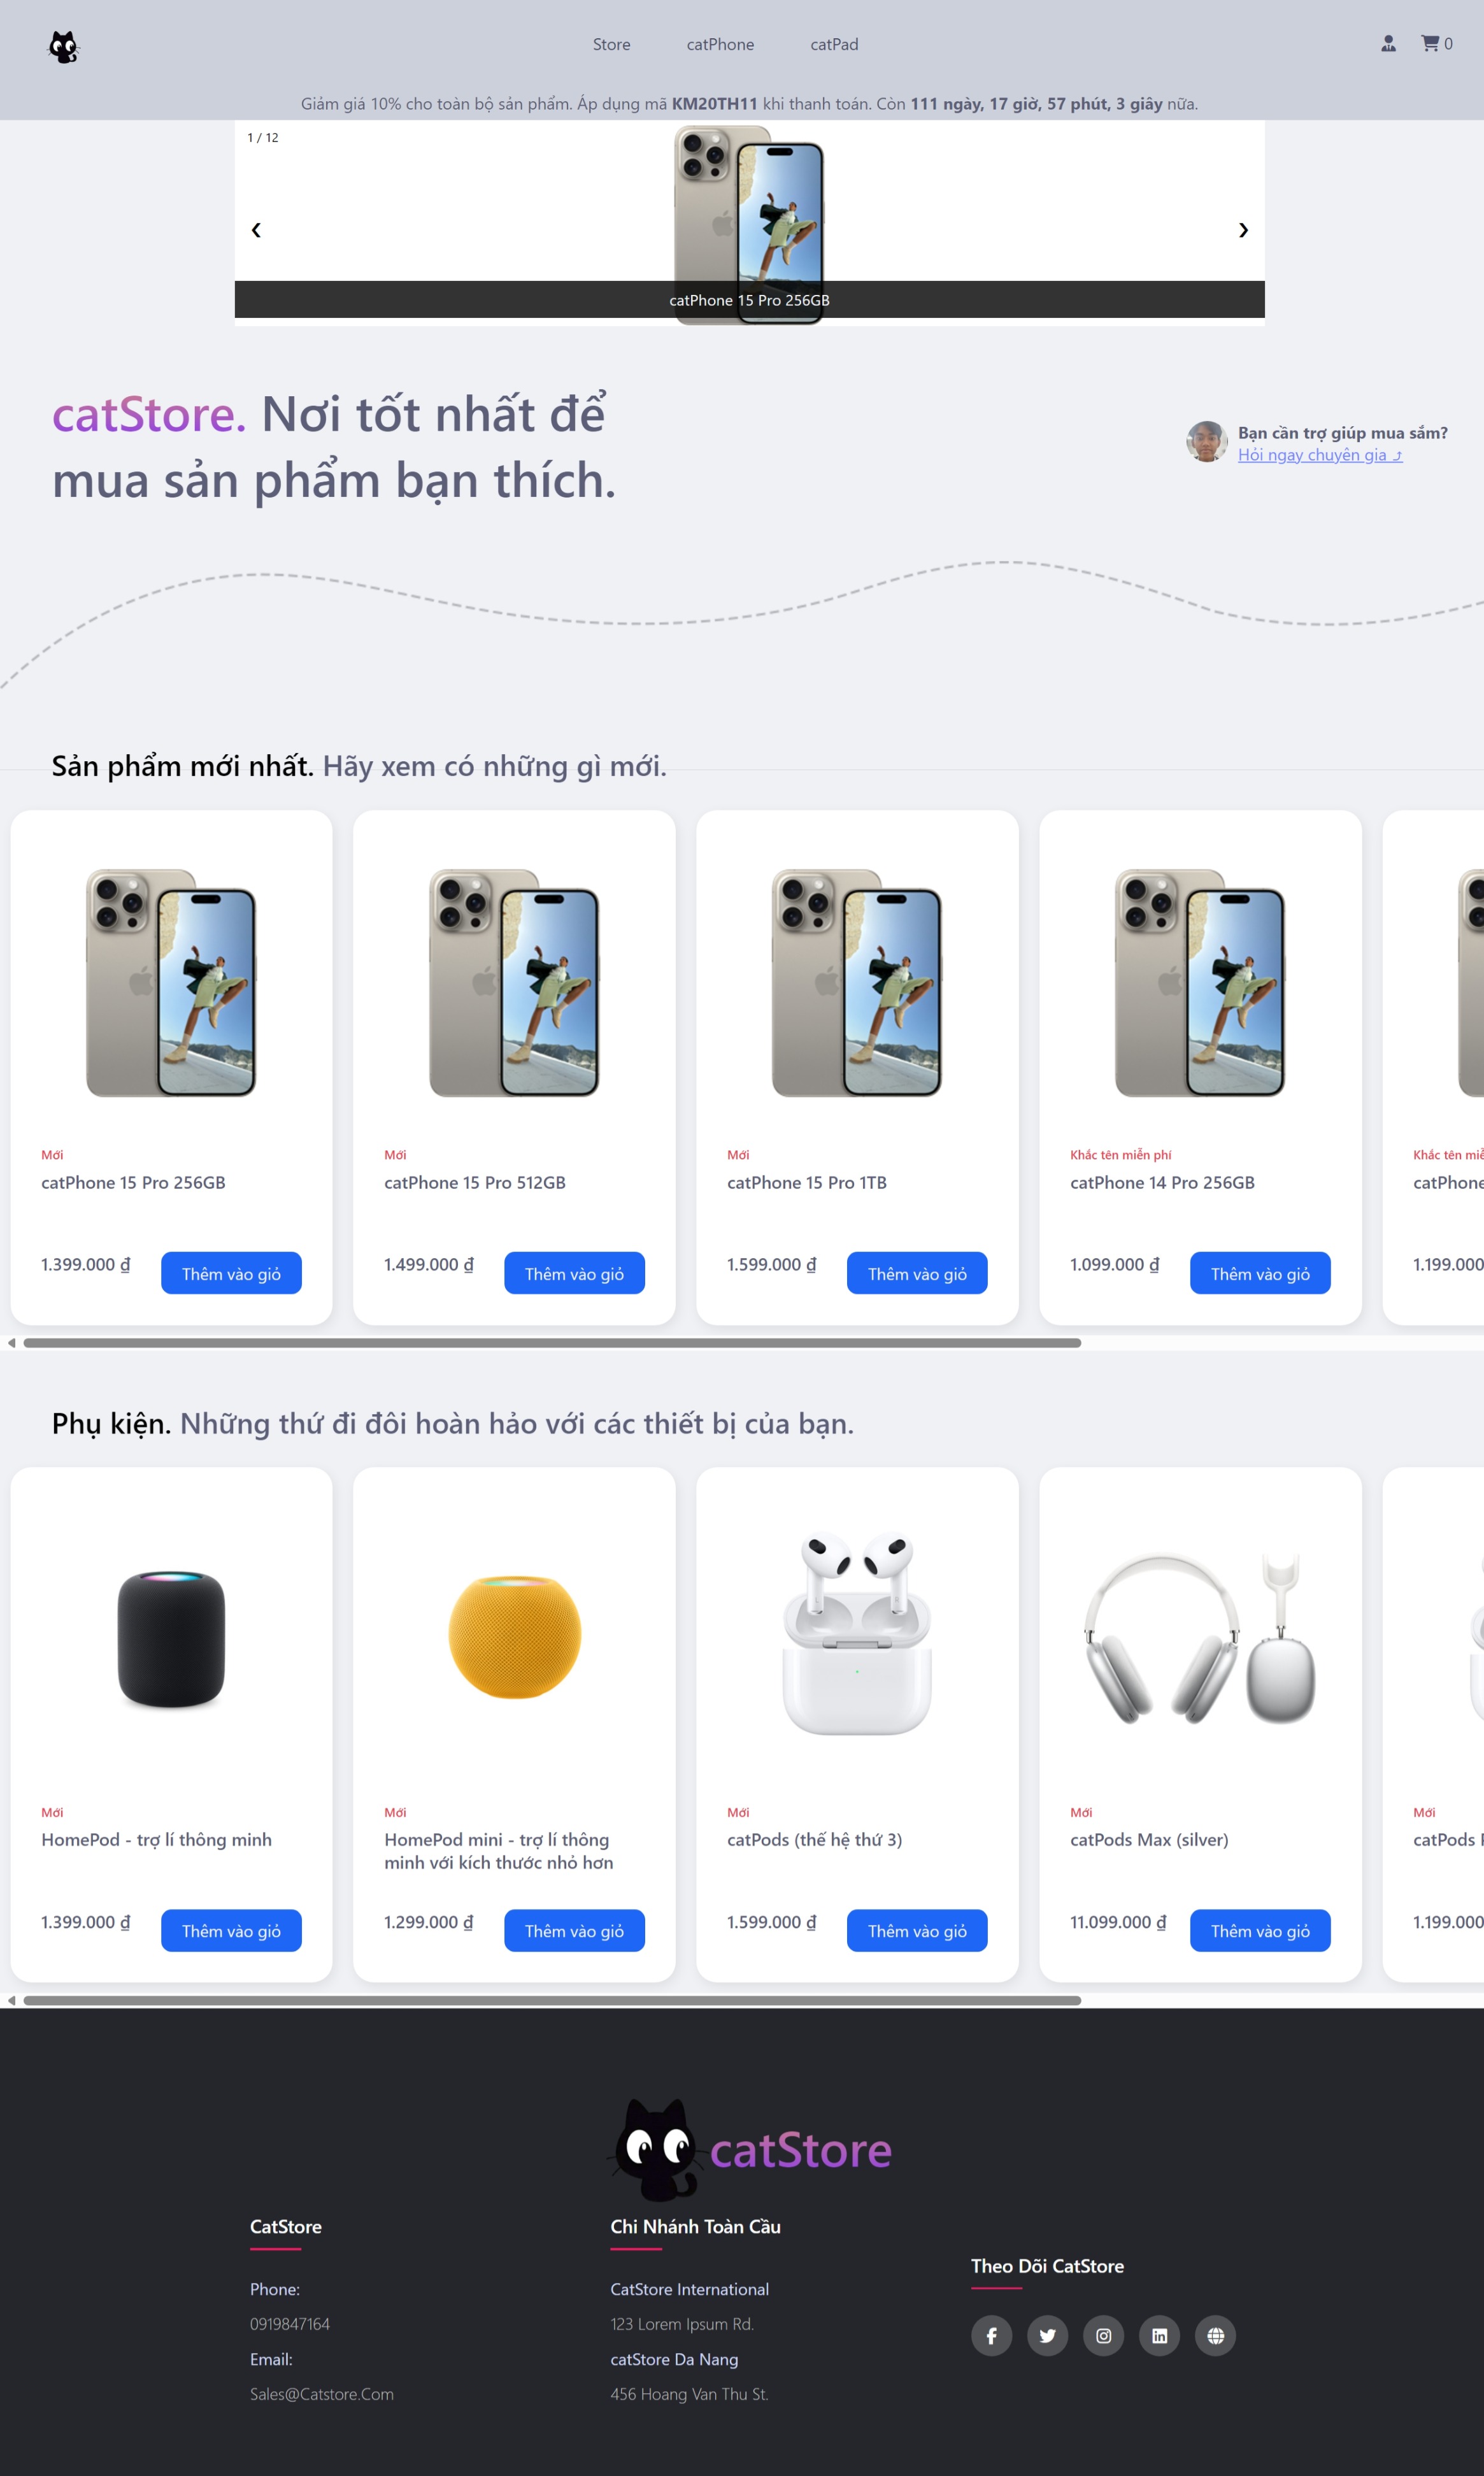 Store catPhone catPad 0
Giảm giá 10% cho toàn bộ sản phẩm. Áp dụng mã KM20TH11 khi thanh toán. Còn 111 ngày, 17 giờ, 57 phút, 3 giây nữa.
1 / 12
❮ ❯
catPhone 15 Pro 256GB
catStore. Nơi tốt nhất để
mua sản phẩm bạn thích.
Bạn cần trợ giúp mua sắm?
Hỏi ngay chuyên gia ⤴
Sản phẩm mới nhất. Hãy xem có những gì mới.
Mới
catPhone 15 Pro 256GB
1.399.000 ₫ Thêm vào giỏ
Mới
catPhone 15 Pro 512GB
1.499.000 ₫ Thêm vào giỏ
Mới
catPhone 15 Pro 1TB
1.599.000 ₫ Thêm vào giỏ
Khắc tên miễn phí
catPhone 14 Pro 256GB
1.099.000 ₫ Thêm vào giỏ
Khắc tên
catPhone
1.199.000
Phụ kiện. Những thứ đi đôi hoàn hảo với các thiết bị của bạn.
Mới
HomePod - trợ lí thông minh
1.399.000 ₫ Thêm vào giỏ
Mới
HomePod mini - trợ lí thông
minh với kích thước nhỏ hơn
1.299.000 ₫ Thêm vào giỏ
Mới
catPods (thế hệ thứ 3)
1.599.000 ₫ Thêm vào giỏ
Mới
catPods Max (silver)
11.099.000 ₫ Thêm vào giỏ
Mới
catPods
1.199.000
catStore
CatStore
Phone:
0919847164
Email:
Sales@Catstore.Com
Chi Nhánh Toàn Cầu
CatStore International
123 Lorem Ipsum Rd.
catStore Da Nang
456 Hoang Van Thu St.
Theo Dõi CatStore